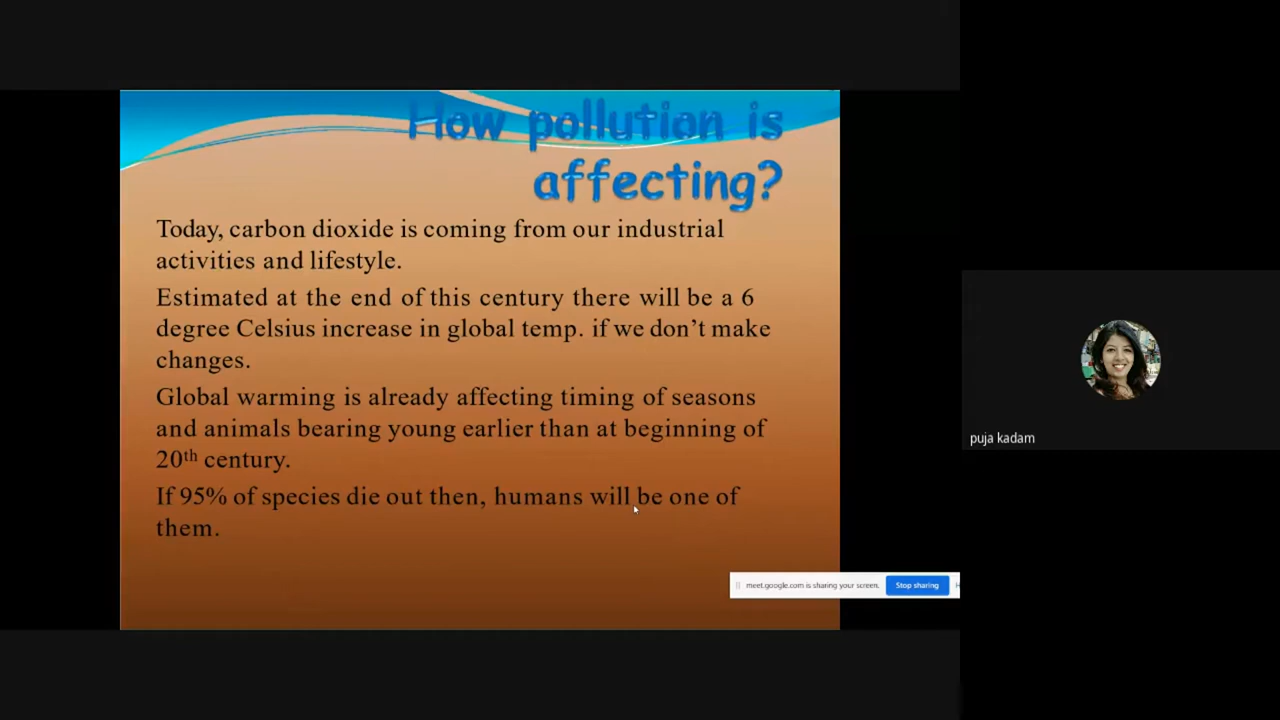 How pollution is
affecting?
Today, carbon dioxide is coming from our industrial
activities and lifestyle.
Estimated at the end of this century there will be a 6
degree Celsius increase in global temp. if we don’t make
changes.
Global warming is already affecting timing of seasons
and animals bearing young earlier than at beginning of
20th century.
If 95% of species die out then, humans will be one of
them.
puja kadam
meet.google.com is sharing your screen. Stop sharing